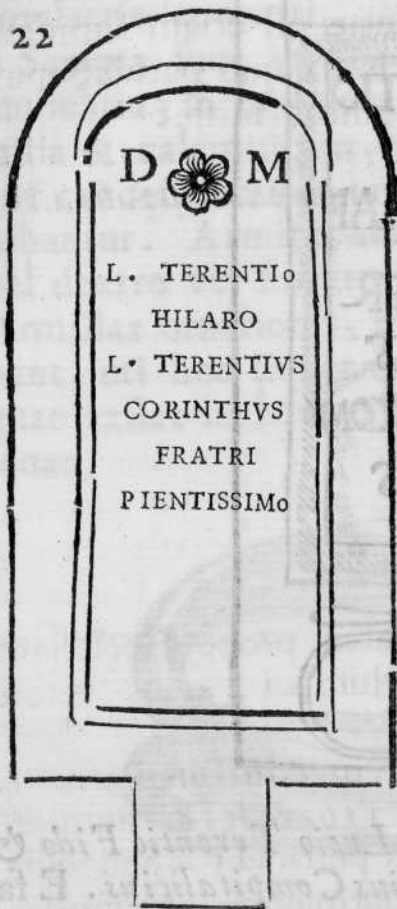 22
D M
L. TERENTIo
HILARO
L. TERENTIVS
CORINTHVS
FRATRI
PIENTISSIMo